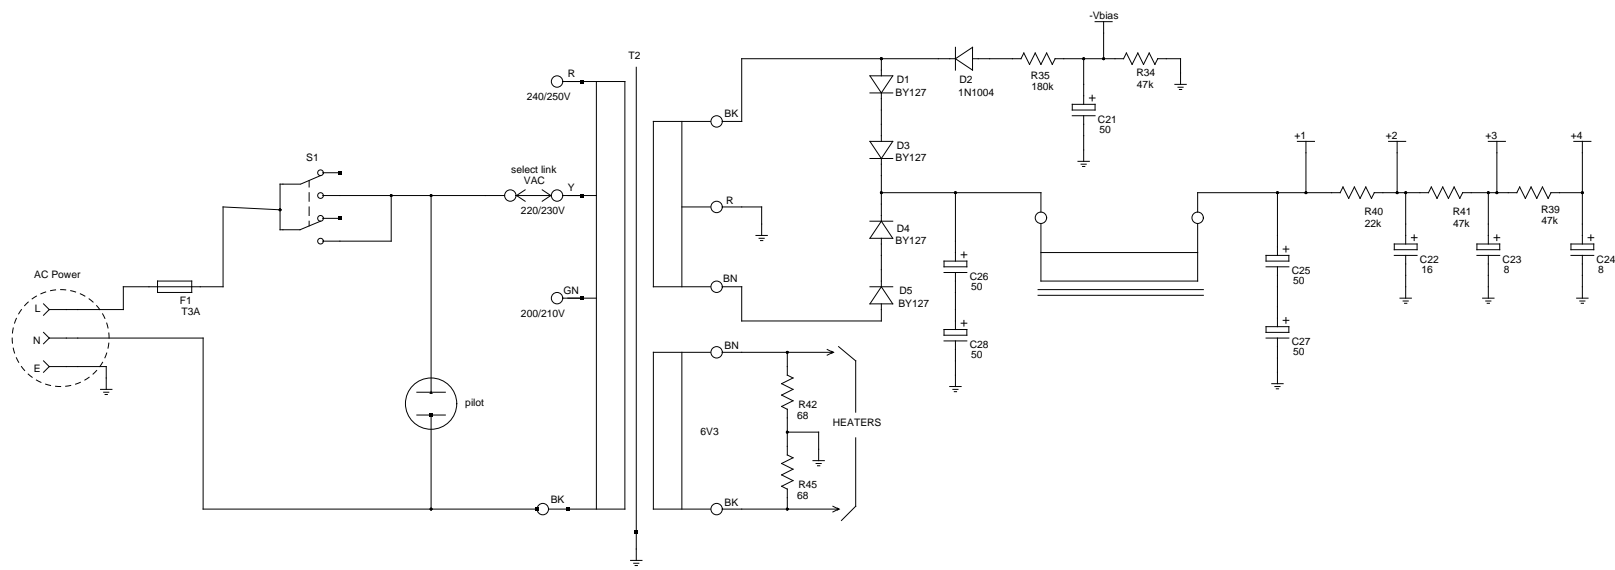 -Vbias
T2
R
240/250V
D1
BY127
D2
1N1004
R35
180k
R34
47k
C21
50
BK
D3
BY127
S1
select link
VAC
Y
220/230V
R
+1
+2
+3
+4
D4
BY127
R40
22k
R41
47k
R39
47k
C26
50
C25
50
C22
16
C23
8
C24
8
AC Power
L
N
E
F1
T3A
GN
200/210V
BN
D5
BY127
C28
50
C27
50
BN
pilot
R42
68
6V3
HEATERS
R45
68
BK
BK